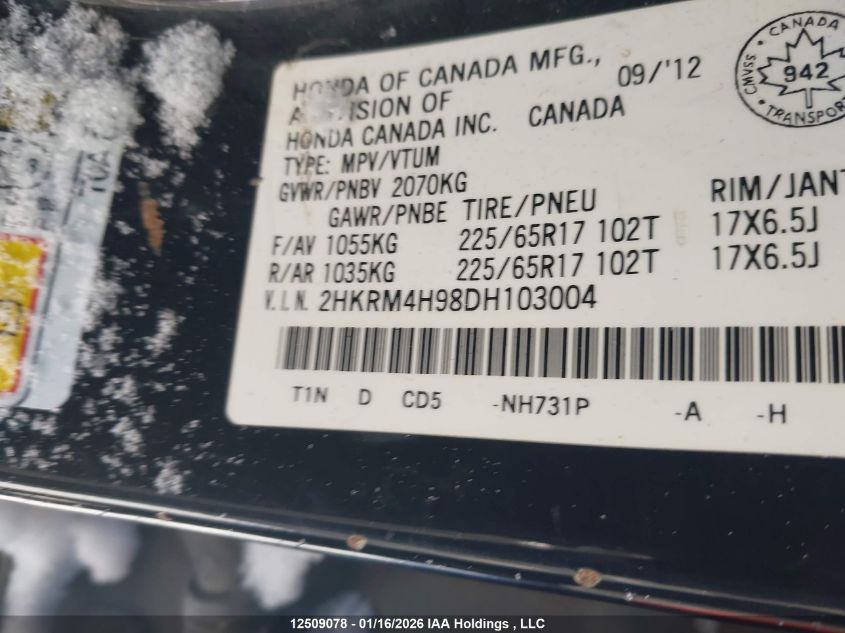 HONDA OF CANADA MFG., 09/'12
A DIVISION OF
HONDA CANADA INC. CANADA
TYPE: MPV/VTUM
GVWR/PNBV 2070KG
GAWR/PNBE TIRE/PNEU RIM/JANT
F/AV 1055KG 225/65R17 102T 17X6.5J
R/AR 1035KG 225/65R17 102T 17X6.5J
V.I.N. 2HKRM4H98DH103004
T1N D CD5 -NH731P -A -H
CANADA
CMVSS
942
TRANSPORT
12509078 - 01/16/2026 IAA Holdings , LLC